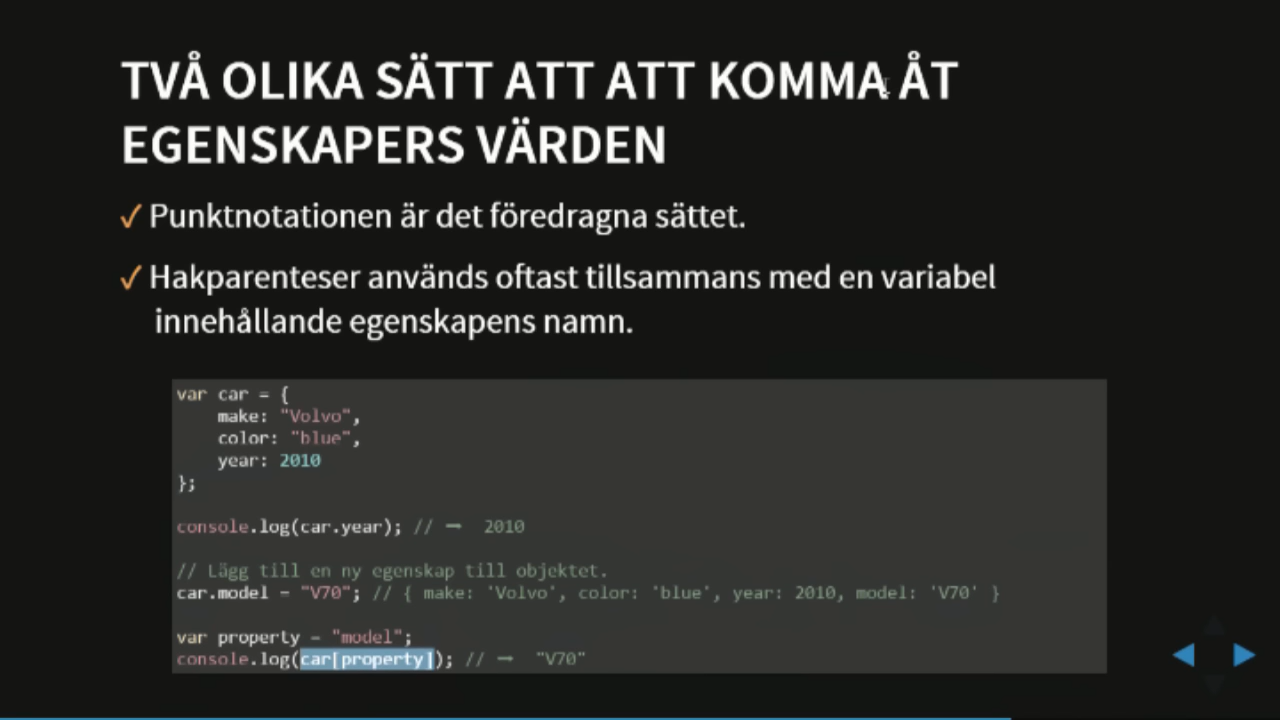 TVÅ OLIKA SÄTT ATT ATT KOMMA ÅT
EGENSKAPERS VÄRDEN
✓ Punktnotationen är det föredragna sättet.
✓ Hakparenteser används oftast tillsammans med en variabel
innehållande egenskapens namn.
var car = {
    make: "Volvo",
    color: "blue",
    year: 2010
};
console.log(car.year); // → 2010
// Lägg till en ny egenskap till objektet.
car.model = "V70"; // { make: 'Volvo', color: 'blue', year: 2010, model: 'V70' }
var property = "model";
console.log(car[property]); // → "V70"